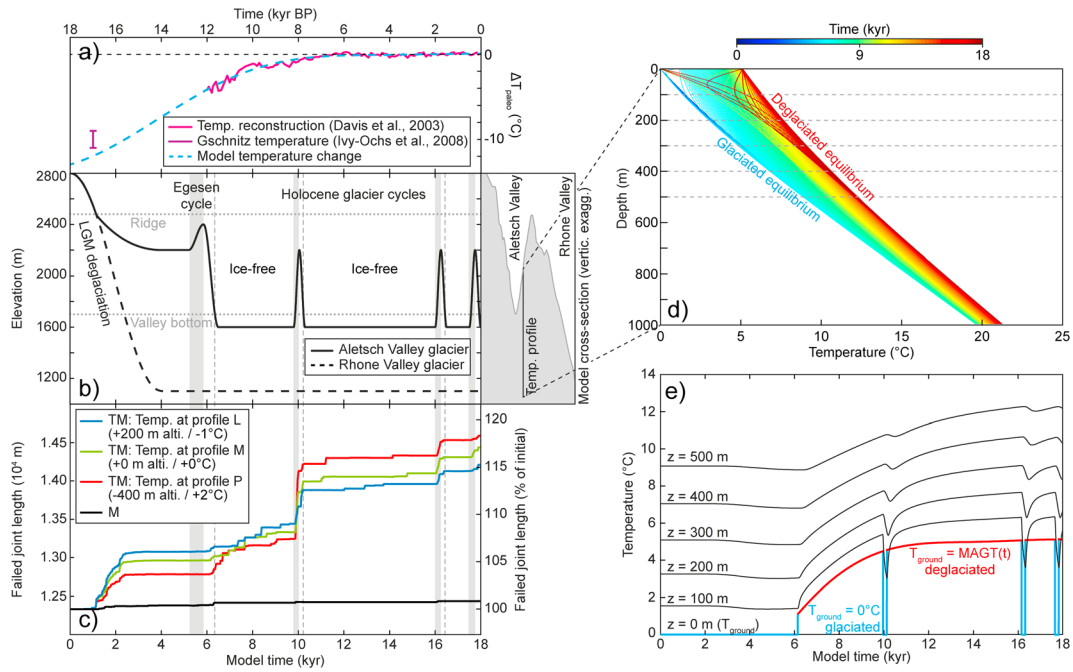 Time (kyr BP)
18 16 14 12 10 8 6 4 2 0
a)
0
-10
Δ T paleo (°C)
Temp. reconstruction (Davis et al., 2003)
Gschnitz temperature (Ivy-Ochs et al., 2008)
Model temperature change
2800
2400
2000
1600
1200
Elevation (m)
Egesen
cycle
Holocene glacier cycles
Ridge
LGM deglaciation
Ice-free
Ice-free
Valley bottom
Aletsch Valley glacier
Rhone Valley glacier
b)
Aletsch Valley
Rhone Valley
Temp. profile
Model cross-section (vertic. exagg.)
TM: Temp. at profile L
(+200 m alti. / -1°C)
TM: Temp. at profile M
(+0 m alti. / +0°C)
TM: Temp. at profile P
(-400 m alti. / +2°C)
M
1.45
1.40
1.35
1.30
1.25
Failed joint length (10⁴ m)
120
115
110
105
100
Failed joint length (% of initial)
c)
0 2 4 6 8 10 12 14 16 18
Model time (kyr)
Time (kyr)
0 9 18
0
200
400
600
800
1000
Depth (m)
Deglaciated equilibrium
Glaciated equilibrium
d)
0 5 10 15 20 25
Temperature (°C)
e)
14
12
10
8
6
4
2
0
Temperature (°C)
z = 500 m
z = 400 m
z = 300 m
z = 200 m
z = 100 m
z = 0 m (Tground)
Tground = MAGT(t)
deglaciated
Tground = 0°C
glaciated
0 2 4 6 8 10 12 14 16 18
Model time (kyr)